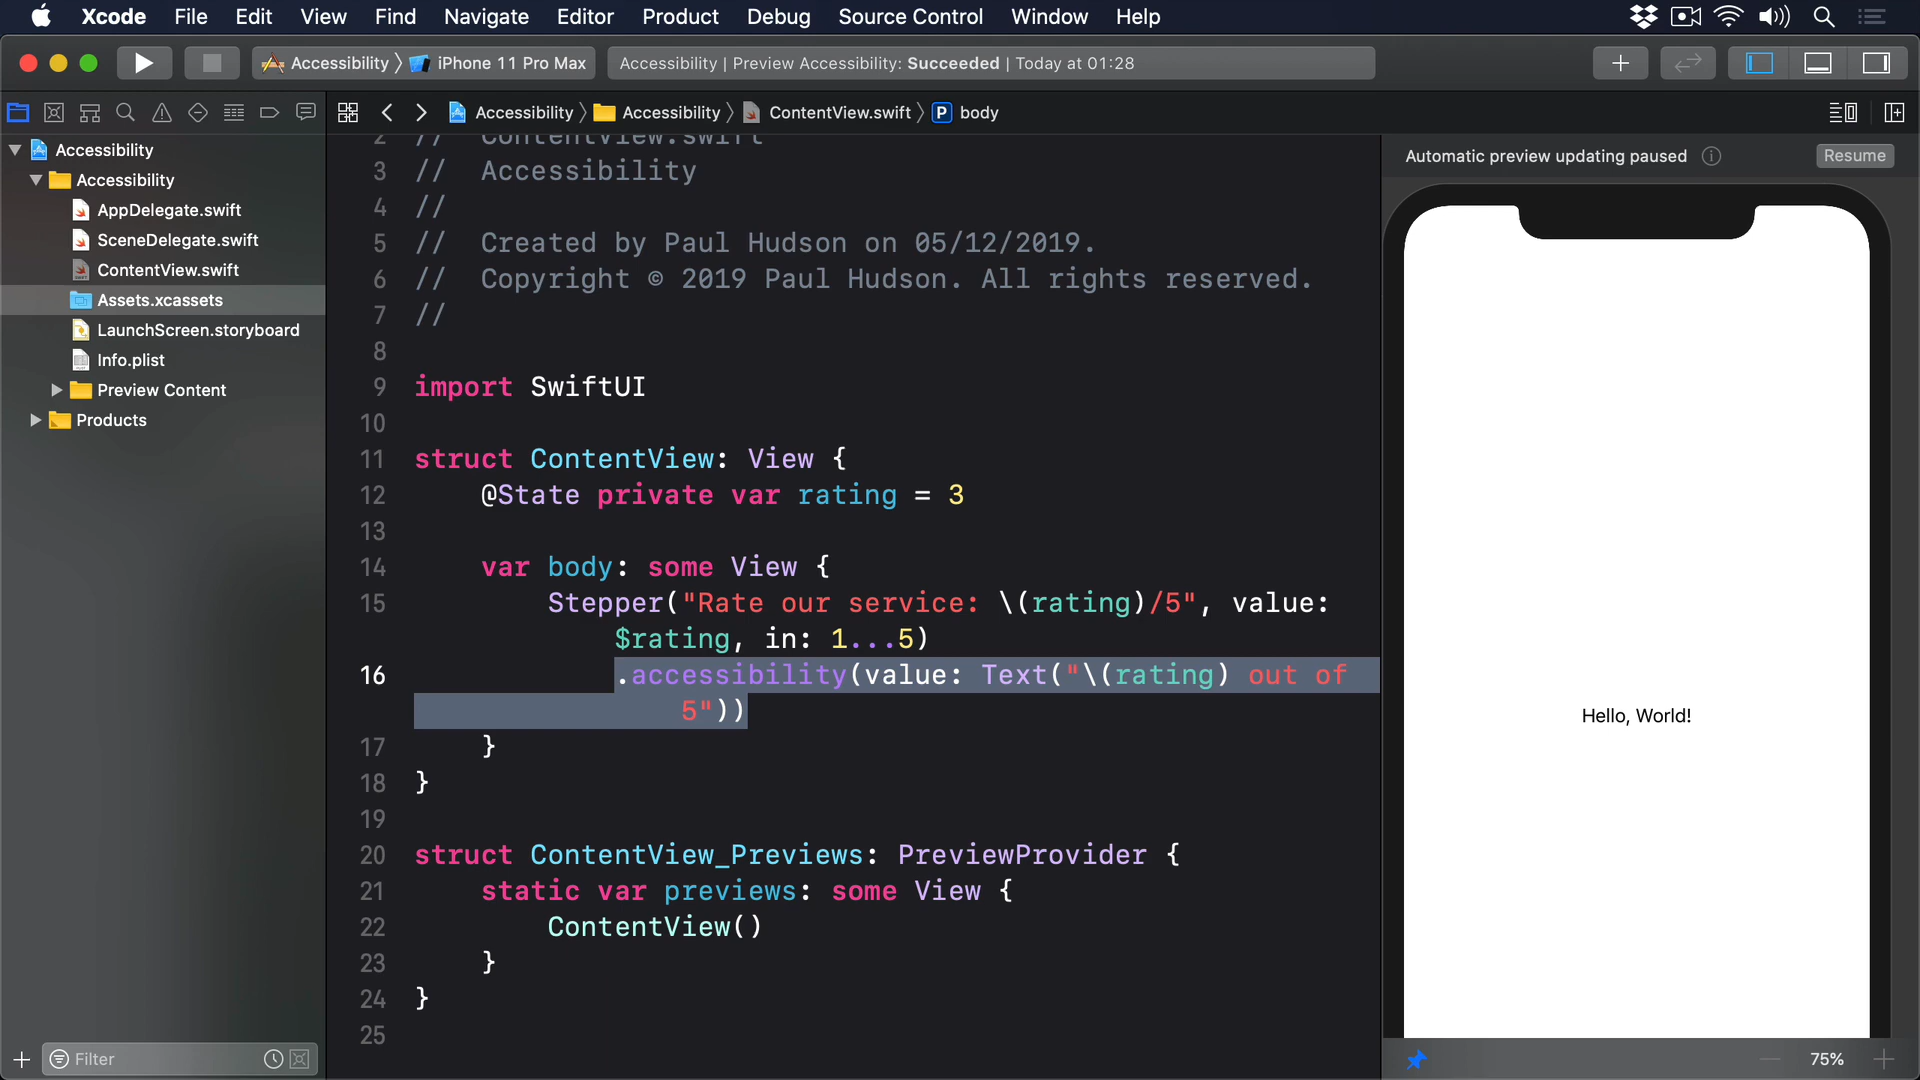 Xcode File Edit View Find Navigate Editor Product Debug Source Control Window Help
Accessibility iPhone 11 Pro Max Accessibility | Preview Accessibility: Succeeded | Today at 01:28
Accessibility Accessibility ContentView.swift P body
Accessibility
Accessibility
AppDelegate.swift
SceneDelegate.swift
ContentView.swift
Assets.xcassets
LaunchScreen.storyboard
Info.plist
Preview Content
Products
Filter
2 // ContentView.swift
3 // Accessibility
4 //
5 // Created by Paul Hudson on 05/12/2019.
6 // Copyright © 2019 Paul Hudson. All rights reserved.
7 //
8
9 import SwiftUI
10
11 struct ContentView: View {
12 @State private var rating = 3
13
14 var body: some View {
15 Stepper("Rate our service: \(rating)/5", value:
$rating, in: 1...5)
16 .accessibility(value: Text("\(rating) out of
5"))
17 }
18 }
19
20 struct ContentView_Previews: PreviewProvider {
21 static var previews: some View {
22 ContentView()
23 }
24 }
25
Automatic preview updating paused Resume
Hello, World!
75%